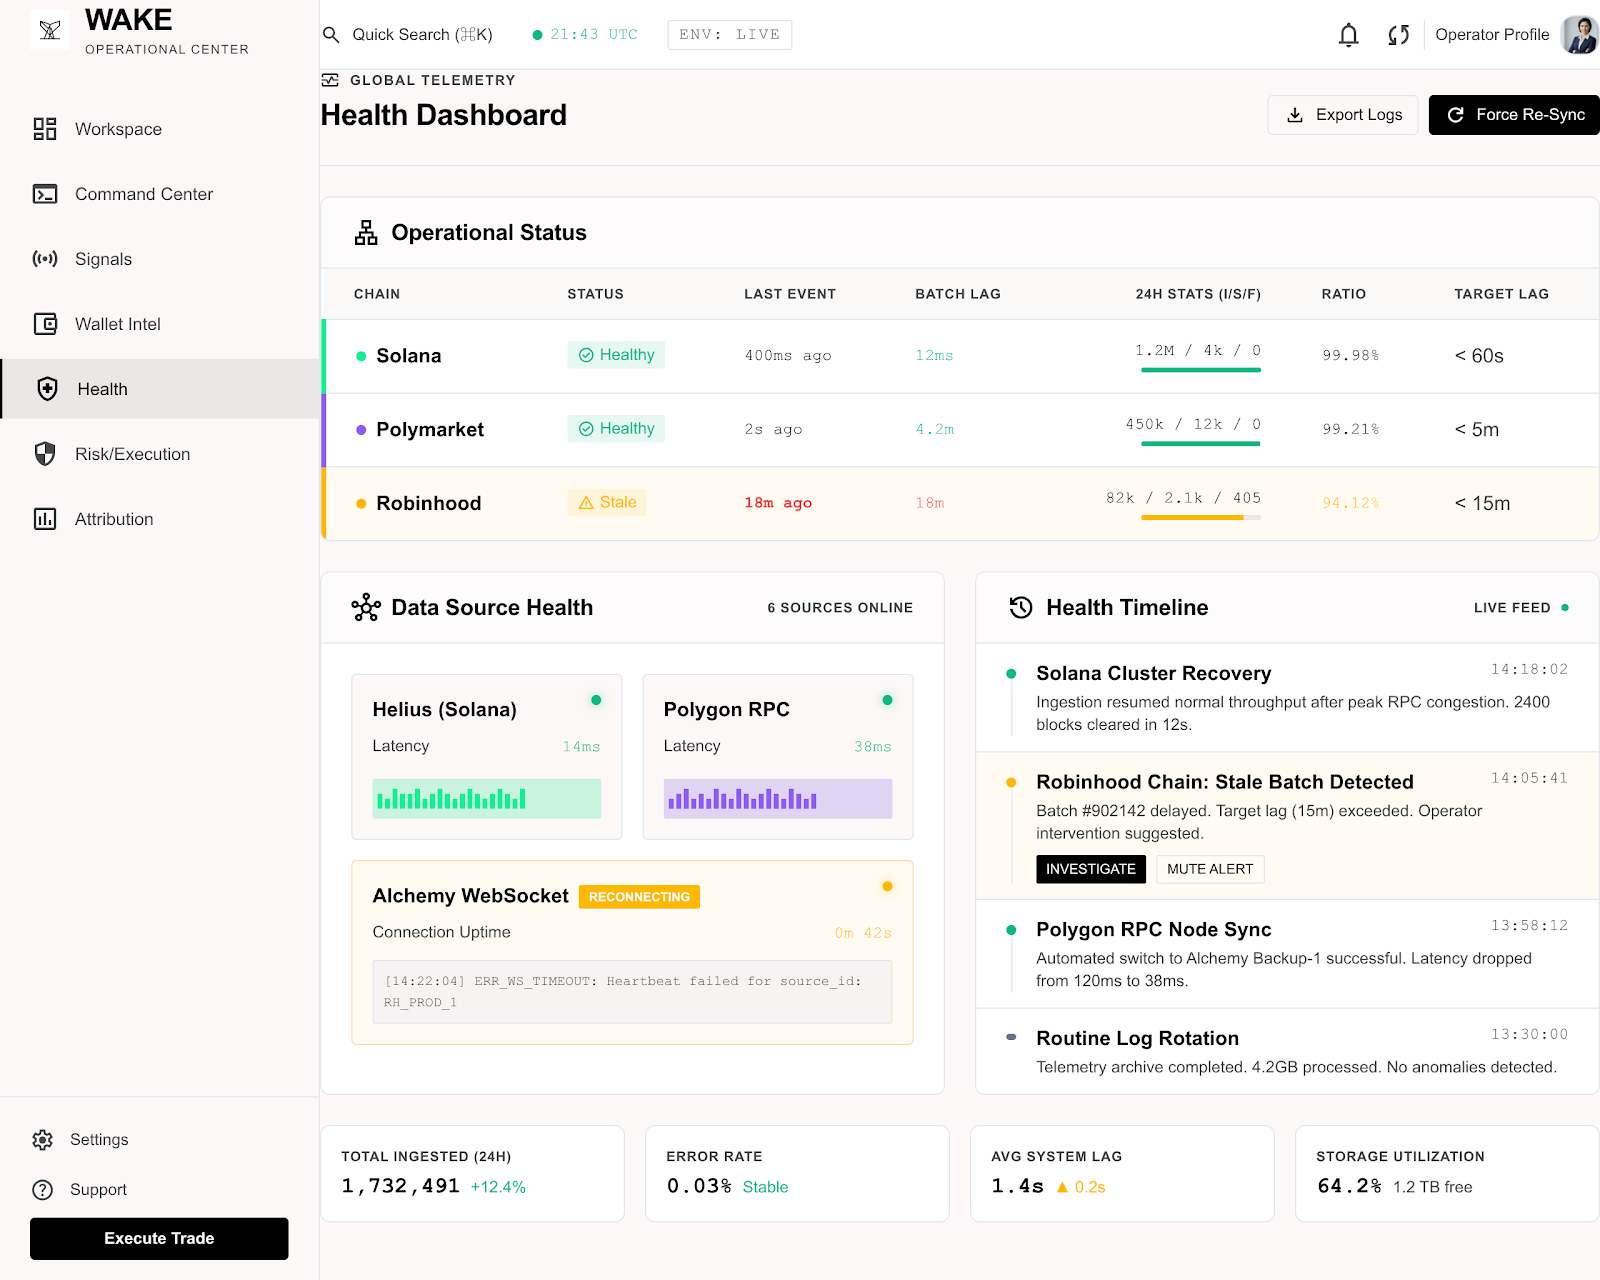 WAKE
OPERATIONAL CENTER
Workspace
Command Center
Signals
Wallet Intel
Health
Risk/Execution
Attribution
Settings
Support
Execute Trade
Quick Search (⌘K)
21:43 UTC
ENV: LIVE
Operator Profile
GLOBAL TELEMETRY
Health Dashboard
Export Logs
Force Re-Sync
Operational Status
CHAIN STATUS LAST EVENT BATCH LAG 24H STATS (I/S/F) RATIO TARGET LAG
Solana Healthy 400ms ago 12ms 1.2M / 4k / 0 99.98% < 60s
Polymarket Healthy 2s ago 4.2m 450k / 12k / 0 99.21% < 5m
Robinhood Stale 18m ago 18m 82k / 2.1k / 405 94.12% < 15m
Data Source Health
6 SOURCES ONLINE
Helius (Solana)
Latency 14ms
Polygon RPC
Latency 38ms
Alchemy WebSocket RECONNECTING
Connection Uptime 0m 42s
[14:22:04] ERR_WS_TIMEOUT: Heartbeat failed for source_id:
RH_PROD_1
Health Timeline
LIVE FEED
Solana Cluster Recovery 14:18:02
Ingestion resumed normal throughput after peak RPC congestion. 2400
blocks cleared in 12s.
Robinhood Chain: Stale Batch Detected 14:05:41
Batch #902142 delayed. Target lag (15m) exceeded. Operator
intervention suggested.
INVESTIGATE MUTE ALERT
Polygon RPC Node Sync 13:58:12
Automated switch to Alchemy Backup-1 successful. Latency dropped
from 120ms to 38ms.
Routine Log Rotation 13:30:00
Telemetry archive completed. 4.2GB processed. No anomalies detected.
TOTAL INGESTED (24H)
1,732,491 +12.4%
ERROR RATE
0.03% Stable
AVG SYSTEM LAG
1.4s ▲ 0.2s
STORAGE UTILIZATION
64.2% 1.2 TB free